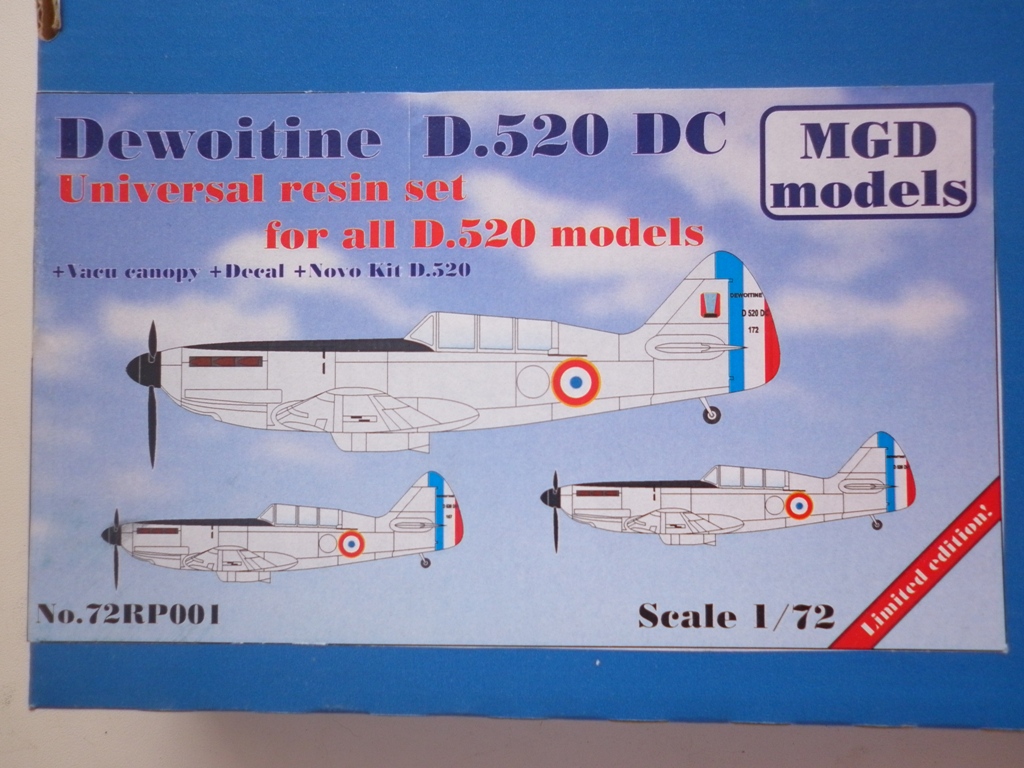 Dewoitine D.520 DC
MGD
models
Universal resin set
for all D.520 models
+Vacu canopy +Decal +Novo Kit D.520
DEWOITINE
D 520 DC
172
No.72RP001
Scale 1/72
Limited edition!